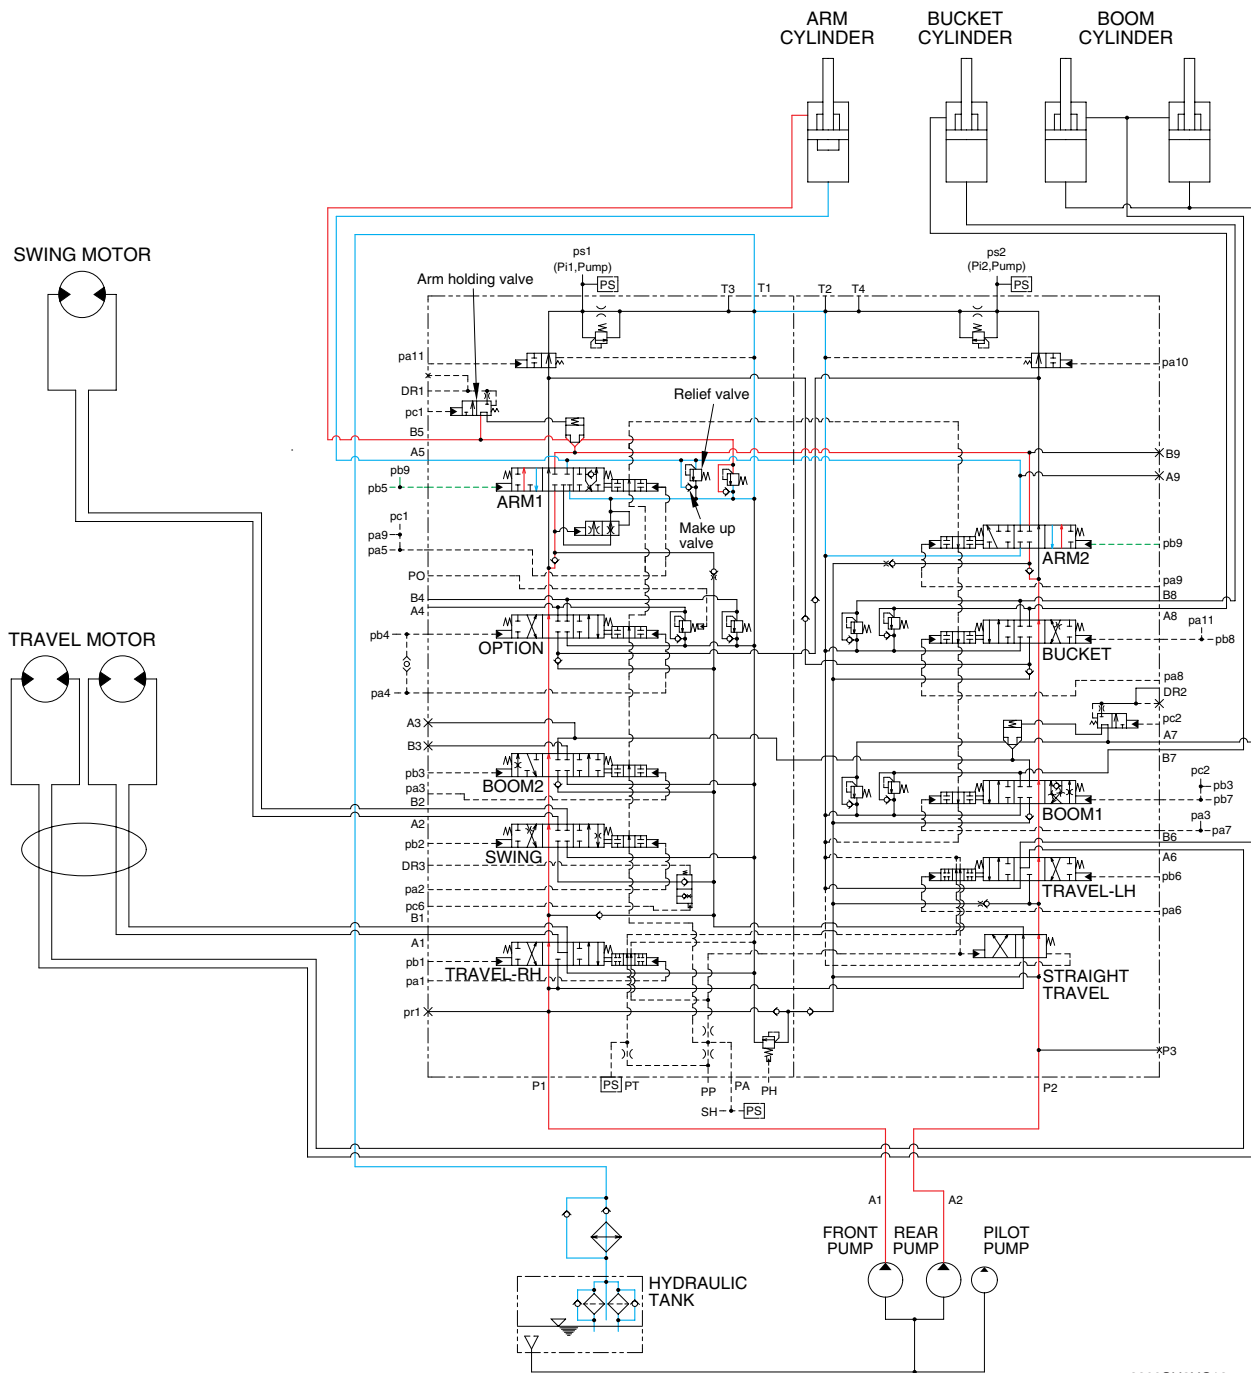 ARM
CYLINDER
BUCKET
CYLINDER
BOOM
CYLINDER
SWING MOTOR
TRAVEL MOTOR
ps1
(Pi1,Pump)
PS
ps2
(Pi2,Pump)
PS
Arm holding valve
T3
T1
T2
T4
pa11
pa10
DR1
pc1
Relief valve
B5
A5
B9
A9
pb9
pb5
ARM1
Make up
valve
pc1
pa9
pa5
ARM2
pb9
pa9
PO
B4
A4
B8
A8
pb4
OPTION
pa11
pb8
BUCKET
pa4
pa8
DR2
A3
pc2
B3
A7
B7
pb3
BOOM2
pa3
B2
pc2
pb3
pb7
BOOM1
pa3
pa7
A2
pb2
SWING
B6
A6
DR3
TRAVEL-LH
pb6
pa2
pc6
pa6
B1
A1
pb1
TRAVEL-RH
pa1
STRAIGHT
TRAVEL
pr1
P3
P1
PS
PT
PP
PA
PH
P2
SH
PS
A1
A2
FRONT
PUMP
REAR
PUMP
PILOT
PUMP
HYDRAULIC
TANK